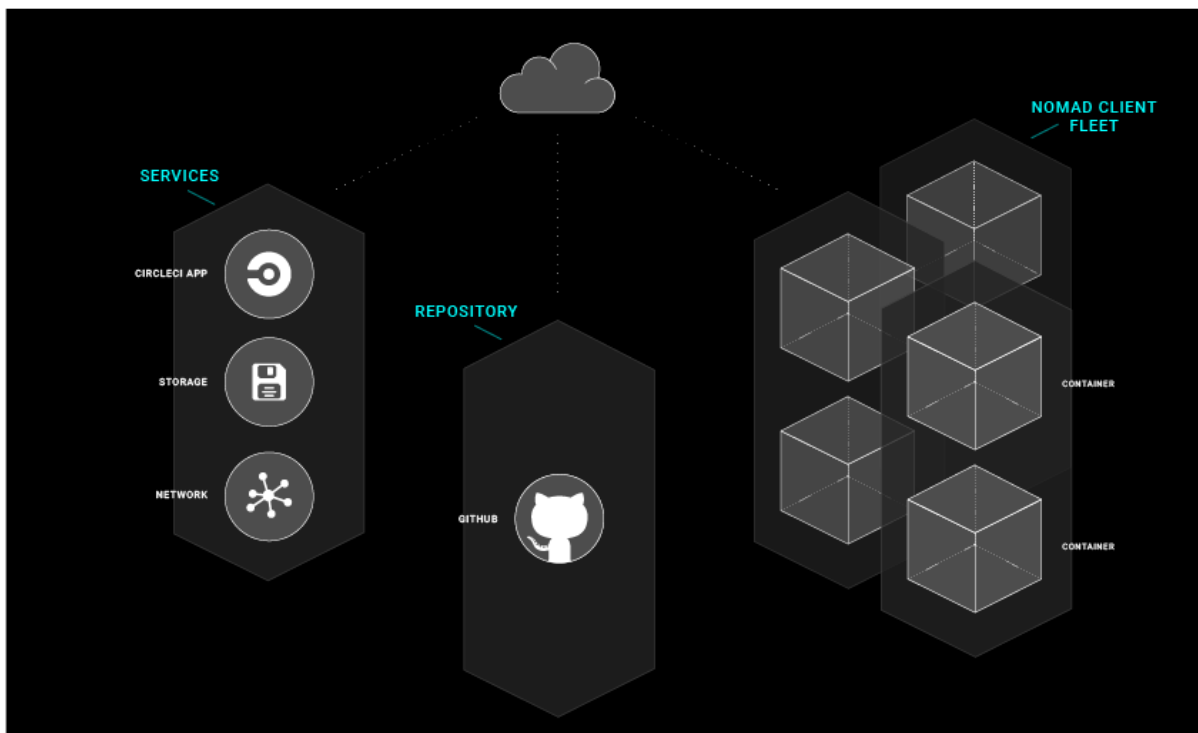 NOMAD CLIENT
FLEET
SERVICES
CIRCLECI APP
STORAGE
NETWORK
REPOSITORY
GITHUB
CONTAINER
CONTAINER